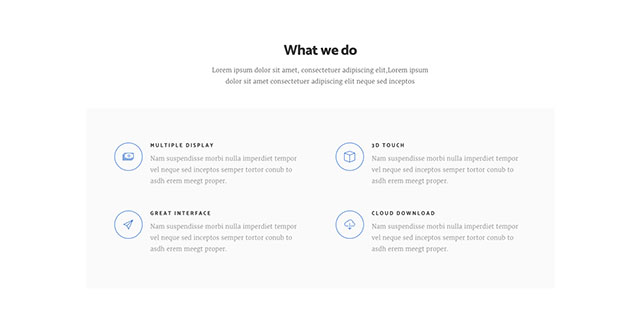 What we do
Lorem ipsum dolor sit amet, consectetuer adipiscing elit,Lorem ipsum
dolor sit amet consectetuer adipiscing elit neque sed inceptos
MULTIPLE DISPLAY
Nam suspendisse morbi nulla imperdiet tempor
vel neque sed inceptos semper tortor conub to
asdh erem meegt proper.
3D TOUCH
Nam suspendisse morbi nulla imperdiet tempor
vel neque sed inceptos semper tortor conub to
asdh erem meegt proper.
GREAT INTERFACE
Nam suspendisse morbi nulla imperdiet tempor
vel neque sed inceptos semper tortor conub to
asdh erem meegt proper.
CLOUD DOWNLOAD
Nam suspendisse morbi nulla imperdiet tempor
vel neque sed inceptos semper tortor conub to
asdh erem meegt proper.